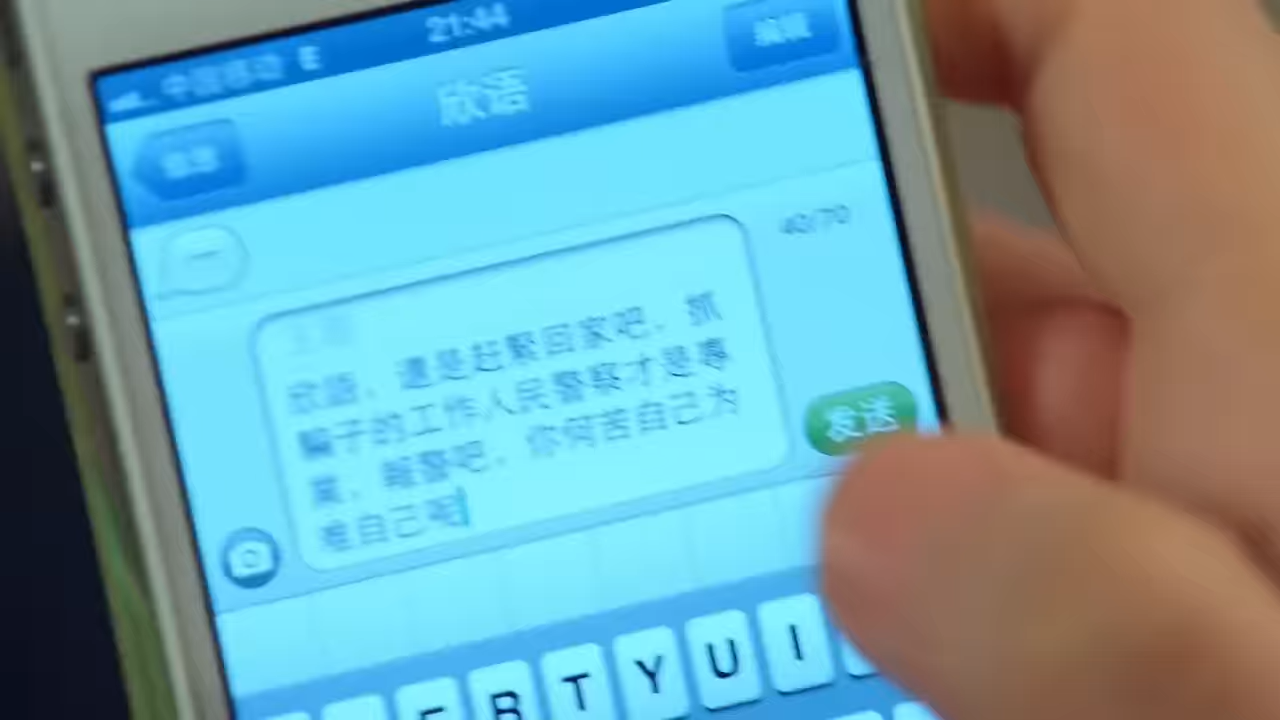 中国移动 E 21:44
欣语
编辑
信息
40/70
欣語，還是赶緊回家吧，抓
騙子的工作人民警察才是專
業，報警吧，你何苦自己为
难自己呢
发送
E R T Y U I